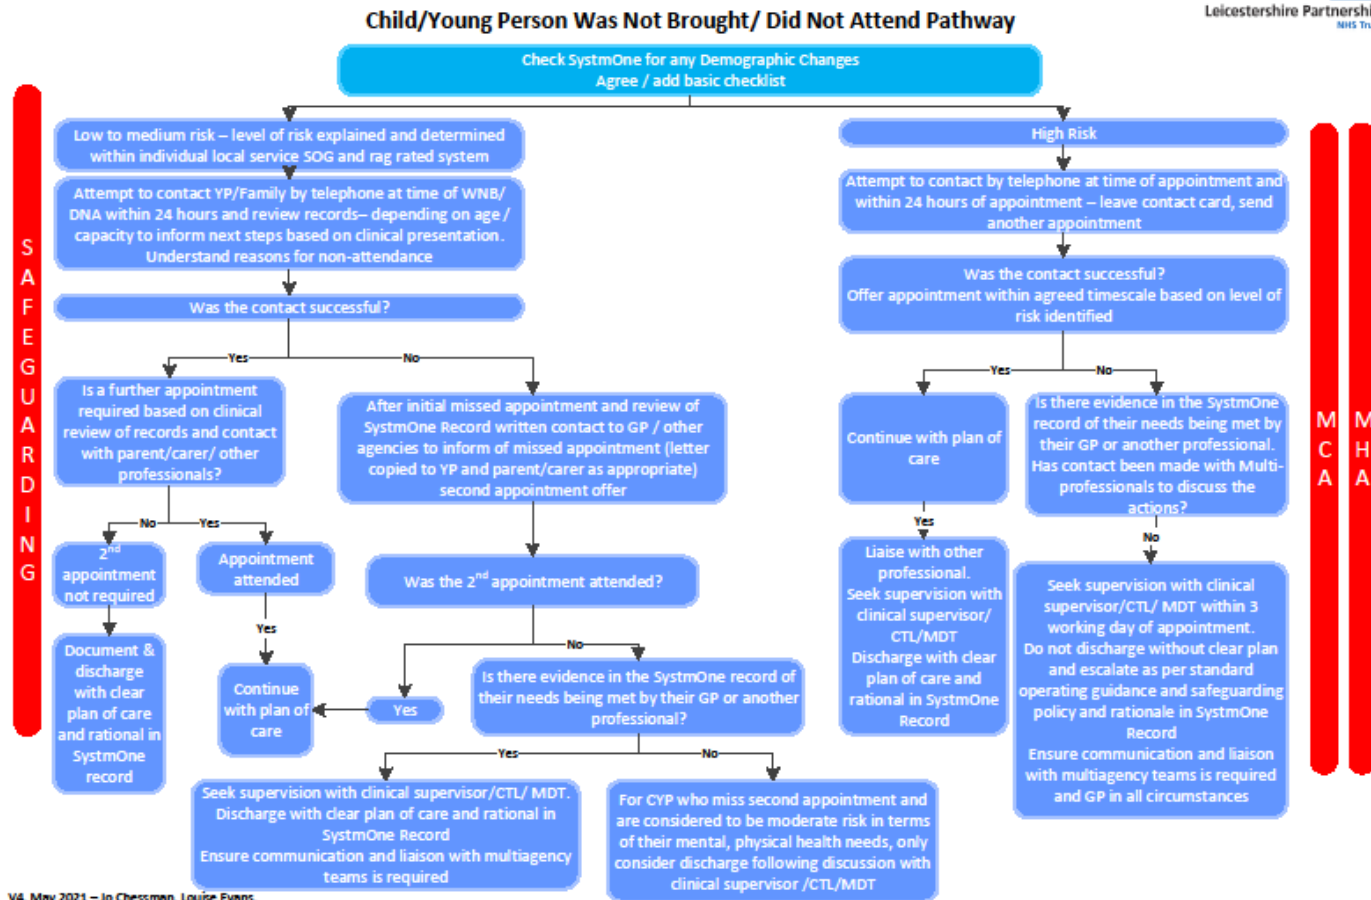 Child/Young Person Was Not Brought/ Did Not Attend Pathway
Leicestershire Partnershi
NHS Tru
Check SystmOne for any Demographic Changes
Agree / add basic checklist
SAFEGUARDING
MCA
MHA
Low to medium risk – level of risk explained and determined
within individual local service SOG and rag rated system
Attempt to contact YP/Family by telephone at time of WNB/
DNA within 24 hours and review records– depending on age /
capacity to inform next steps based on clinical presentation.
Understand reasons for non-attendance
Was the contact successful?
Yes
No
Is a further appointment
required based on clinical
review of records and contact
with parent/carer/ other
professionals?
No
Yes
2nd
appointment
not required
Document &
discharge
with clear
plan of care
and rational in
SystmOne
record
Appointment
attended
Yes
Continue
with plan of
care
After initial missed appointment and review of
SystmOne Record written contact to GP / other
agencies to inform of missed appointment (letter
copied to YP and parent/carer as appropriate)
second appointment offer
Was the 2nd appointment attended?
No
Yes
Is there evidence in the SystmOne record of
their needs being met by their GP or another
professional?
Yes
No
Seek supervision with clinical supervisor/CTL/ MDT.
Discharge with clear plan of care and rational in
SystmOne Record
Ensure communication and liaison with multiagency
teams is required
For CYP who miss second appointment and
are considered to be moderate risk in terms
of their mental, physical health needs, only
consider discharge following discussion with
clinical supervisor /CTL/MDT
High Risk
Attempt to contact by telephone at time of appointment and
within 24 hours of appointment – leave contact card, send
another appointment
Was the contact successful?
Offer appointment within agreed timescale based on level of
risk identified
Yes
No
Continue with plan of
care
Yes
Liaise with other
professional.
Seek supervision with
clinical supervisor/
CTL/MDT
Discharge with clear
plan of care and
rational in SystmOne
Record
Is there evidence in the SystmOne
record of their needs being met by
their GP or another professional.
Has contact been made with Multi-
professionals to discuss the
actions?
No
Seek supervision with clinical
supervisor/CTL/ MDT within 3
working day of appointment.
Do not discharge without clear plan
and escalate as per standard
operating guidance and safeguarding
policy and rationale in SystmOne
Record
Ensure communication and liaison
with multiagency teams is required
and GP in all circumstances
V4 May 2021 – Jo Chessman, Louise Evans